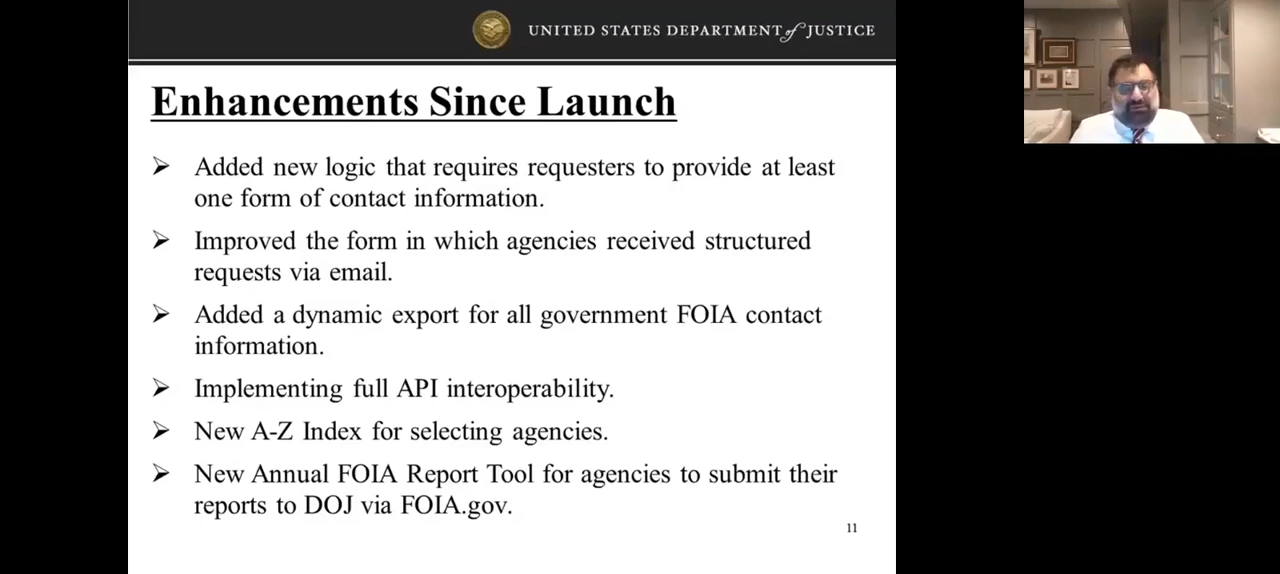 UNITED STATES DEPARTMENT of JUSTICE
Enhancements Since Launch
➢ Added new logic that requires requesters to provide at least
one form of contact information.
➢ Improved the form in which agencies received structured
requests via email.
➢ Added a dynamic export for all government FOIA contact
information.
➢ Implementing full API interoperability.
➢ New A-Z Index for selecting agencies.
➢ New Annual FOIA Report Tool for agencies to submit their
reports to DOJ via FOIA.gov.
11